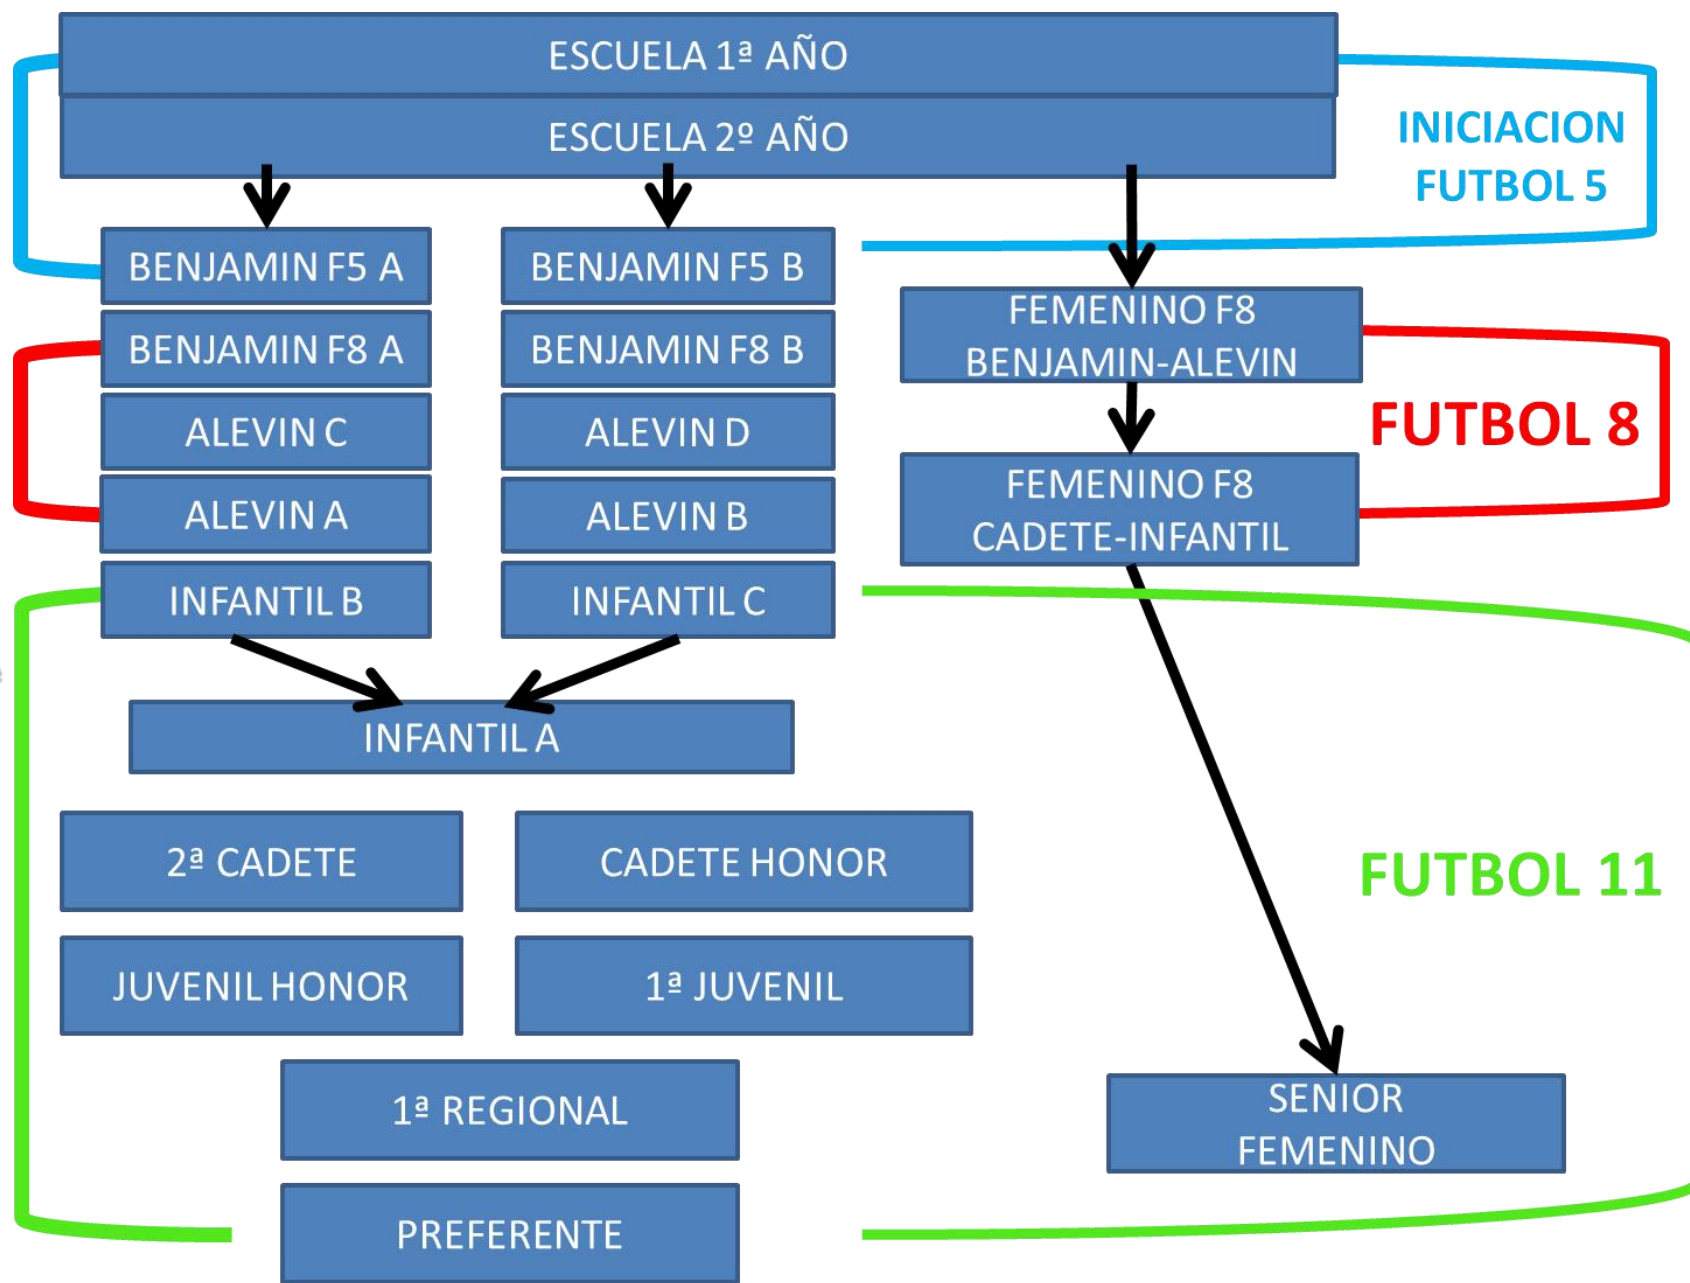 ESCUELA 1ª AÑO
ESCUELA 2º AÑO
INICIACION
FUTBOL 5
BENJAMIN F5 A
BENJAMIN F5 B
BENJAMIN F8 A
BENJAMIN F8 B
FEMENINO F8
BENJAMIN-ALEVIN
FUTBOL 8
ALEVIN C
ALEVIN D
ALEVIN A
ALEVIN B
FEMENINO F8
CADETE-INFANTIL
INFANTIL B
INFANTIL C
INFANTIL A
2ª CADETE
CADETE HONOR
FUTBOL 11
JUVENIL HONOR
1ª JUVENIL
1ª REGIONAL
SENIOR
FEMENINO
PREFERENTE